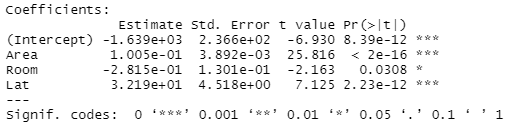 Coefficients:
Estimate Std. Error t value Pr(>|t|)
(Intercept) -1.639e+03 2.366e+02 -6.930 8.39e-12 ***
Area 1.005e-01 3.892e-03 25.816 < 2e-16 ***
Room -2.815e-01 1.301e-01 -2.163 0.0308 *
Lat 3.219e+01 4.518e+00 7.125 2.23e-12 ***
---
Signif. codes: 0 ‘***’ 0.001 ‘**’ 0.01 ‘*’ 0.05 ‘.’ 0.1 ‘ ’ 1